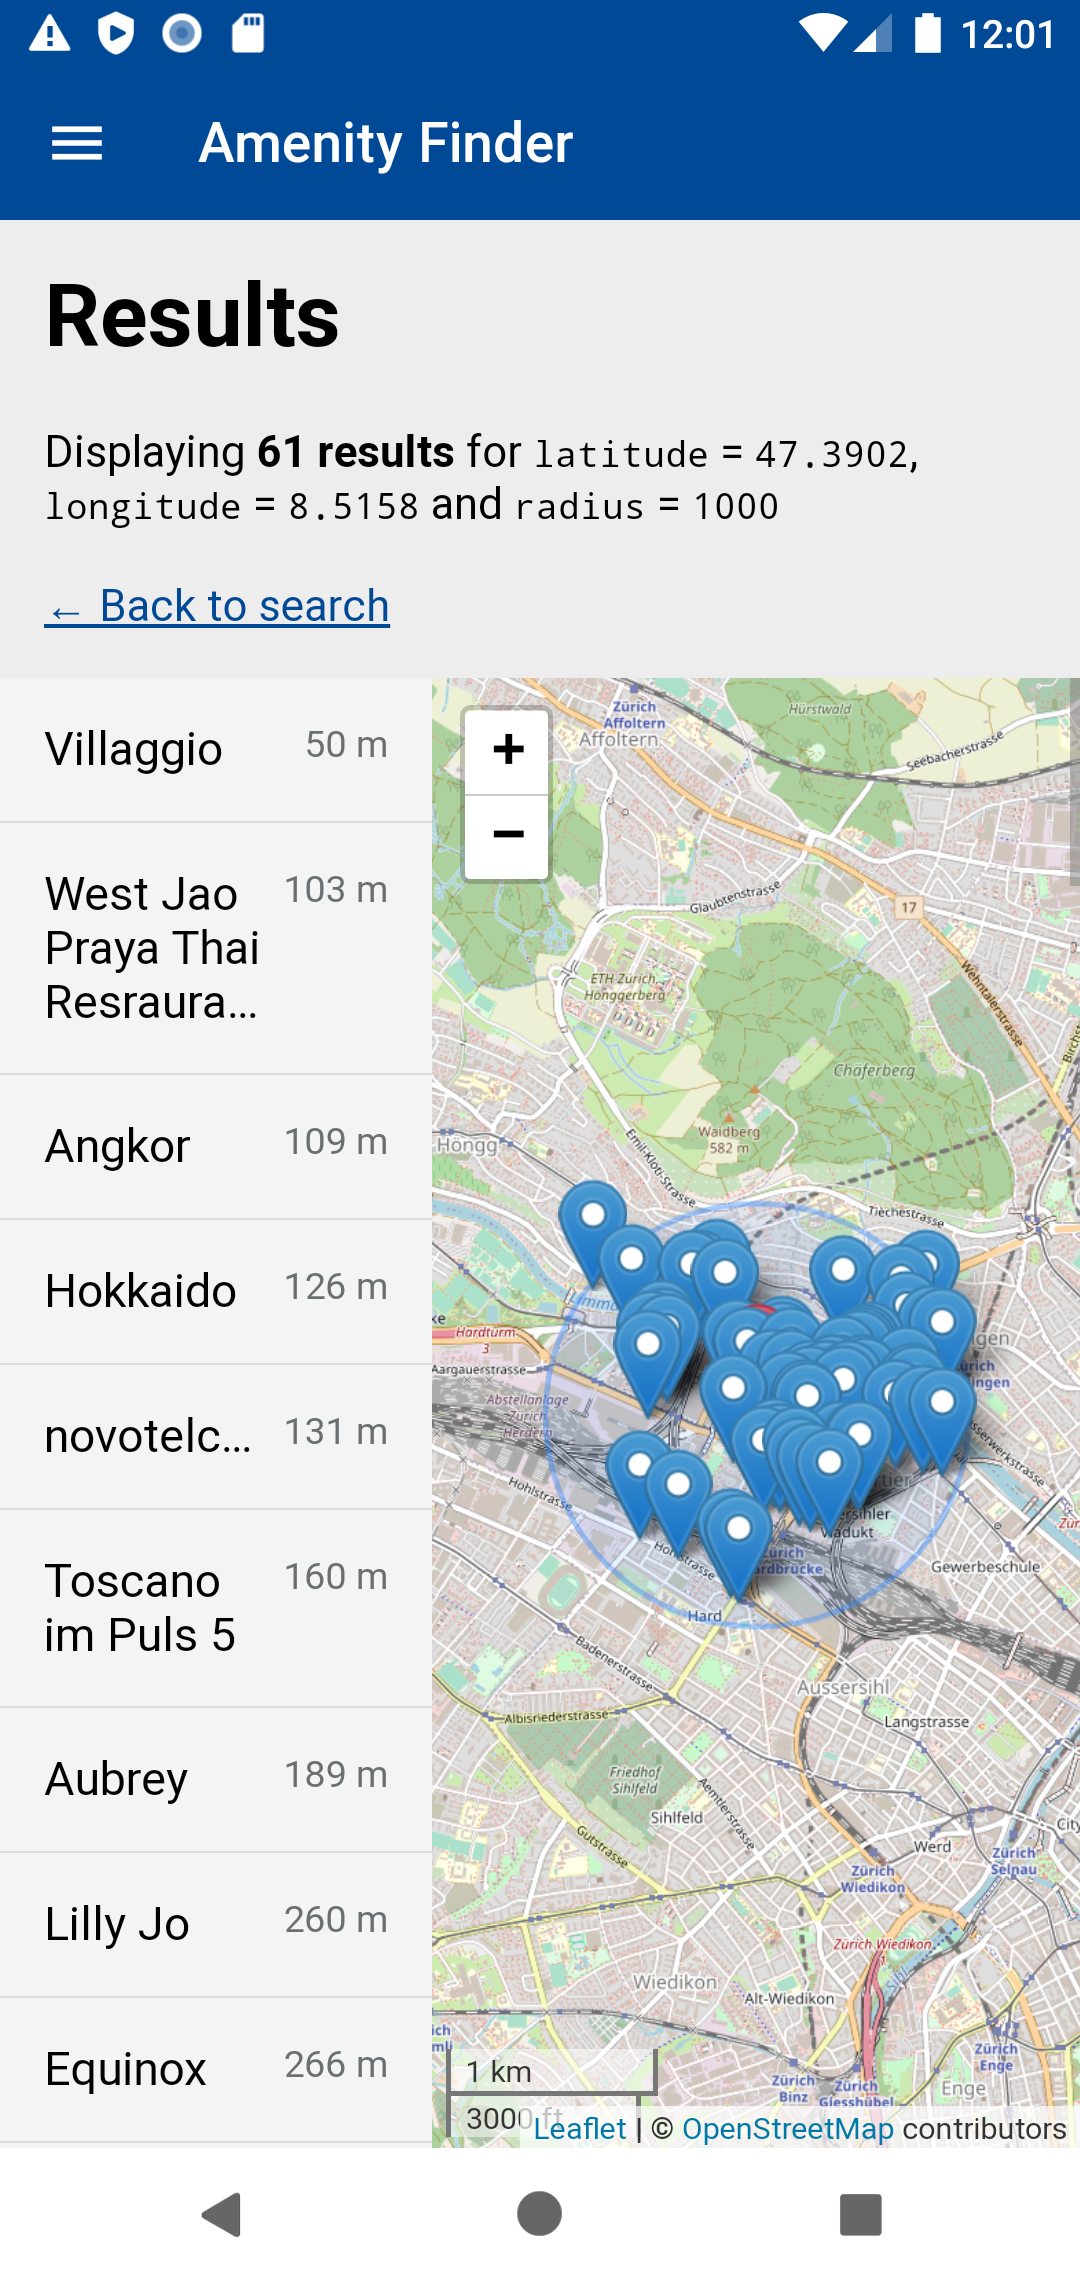 12:01
Amenity Finder
Results
Displaying 61 results for latitude = 47.3902,
longitude = 8.5158 and radius = 1000
← Back to search
Villaggio 50 m
West Jao 103 m
Praya Thai
Resraura...
Angkor 109 m
Hokkaido 126 m
novotelc... 131 m
Toscano 160 m
im Puls 5
Aubrey 189 m
Lilly Jo 260 m
Equinox 266 m
+
−
Zürich
Affoltern
Affoltern
Hürstwald
Seebacherstrasse
Glaubtenstrasse
17
Wehntalerstrasse
ETH Zürich,
Hönggerberg
Chäferberg
Waidberg
582 m
Höngg
Emil-Klöti-Strasse
Tiechestrasse
Hardturm
3
Aargauerstrasse
Abstellanlage
Zürich
Herdern
Hohlstrasse
Hard
Viadukt
Gewerbeschule
Badenerstrasse
Aussersihl
Langstrasse
Albisriederstrasse
Friedhof
Sihlfeld
Sihlfeld
Aemtlerstrasse
Gutstrasse
Werd
Zürich
Selnau
Zürich
Wiedikon
Zürich Wiedikon
Sihl
Wiedikon
Alt-Wiedikon
Zürich
Enge
Enge
Zürich
Binz
Zürich
Giesshübel
1 km
3000 ft
Leaflet | © OpenStreetMap contributors